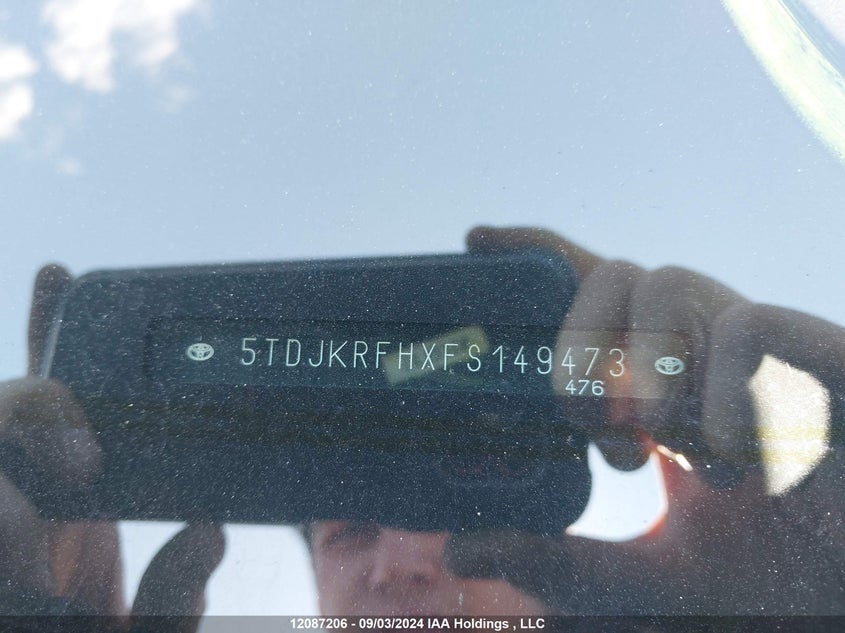 5TDJKRFHXFS149473
476
12087206 - 09/03/2024 IAA Holdings , LLC